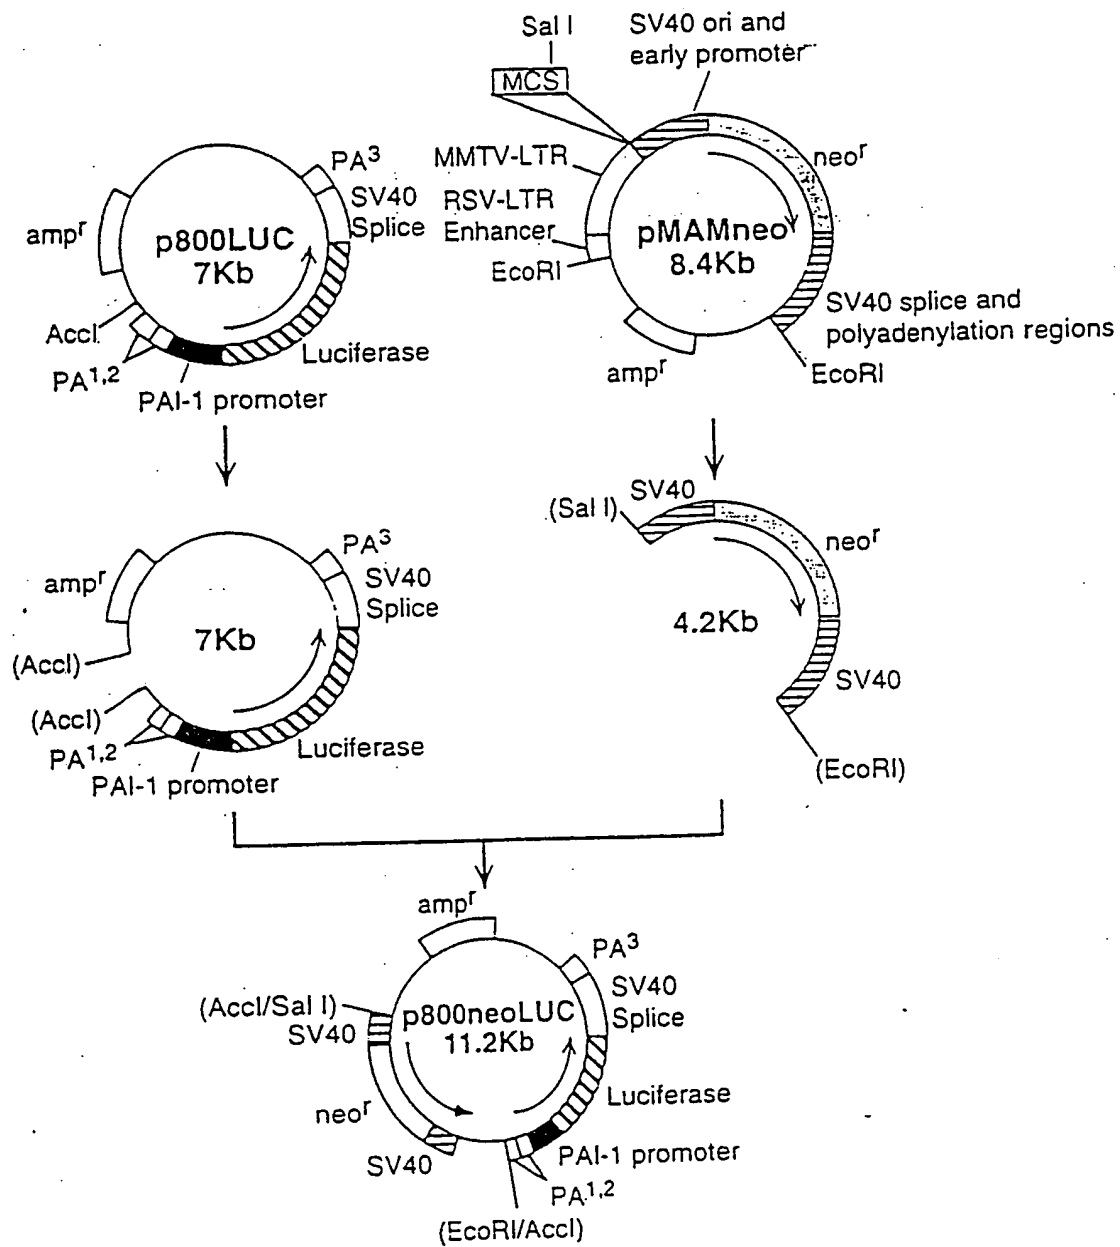 Sal I
SV40 ori and
early promoter
MCS
PA3
SV40
Splice
ampr
p800LUC
7Kb
AccI
PA1,2
PAI-1 promoter
Luciferase
MMTV-LTR
RSV-LTR
Enhancer
EcoRI
neor
pMAMneo
8.4Kb
SV40 splice and
polyadenylation regions
ampr
EcoRI
PA3
SV40
Splice
ampr
7Kb
(AccI)
(AccI)
PA1,2
PAI-1 promoter
Luciferase
SV40
(Sal I)
neor
4.2Kb
SV40
(EcoRI)
ampr
PA3
SV40
Splice
(AccI/Sal I)
SV40
p800neoLUC
11.2Kb
neor
Luciferase
SV40
PAI-1 promoter
PA1,2
(EcoRI/AccI)